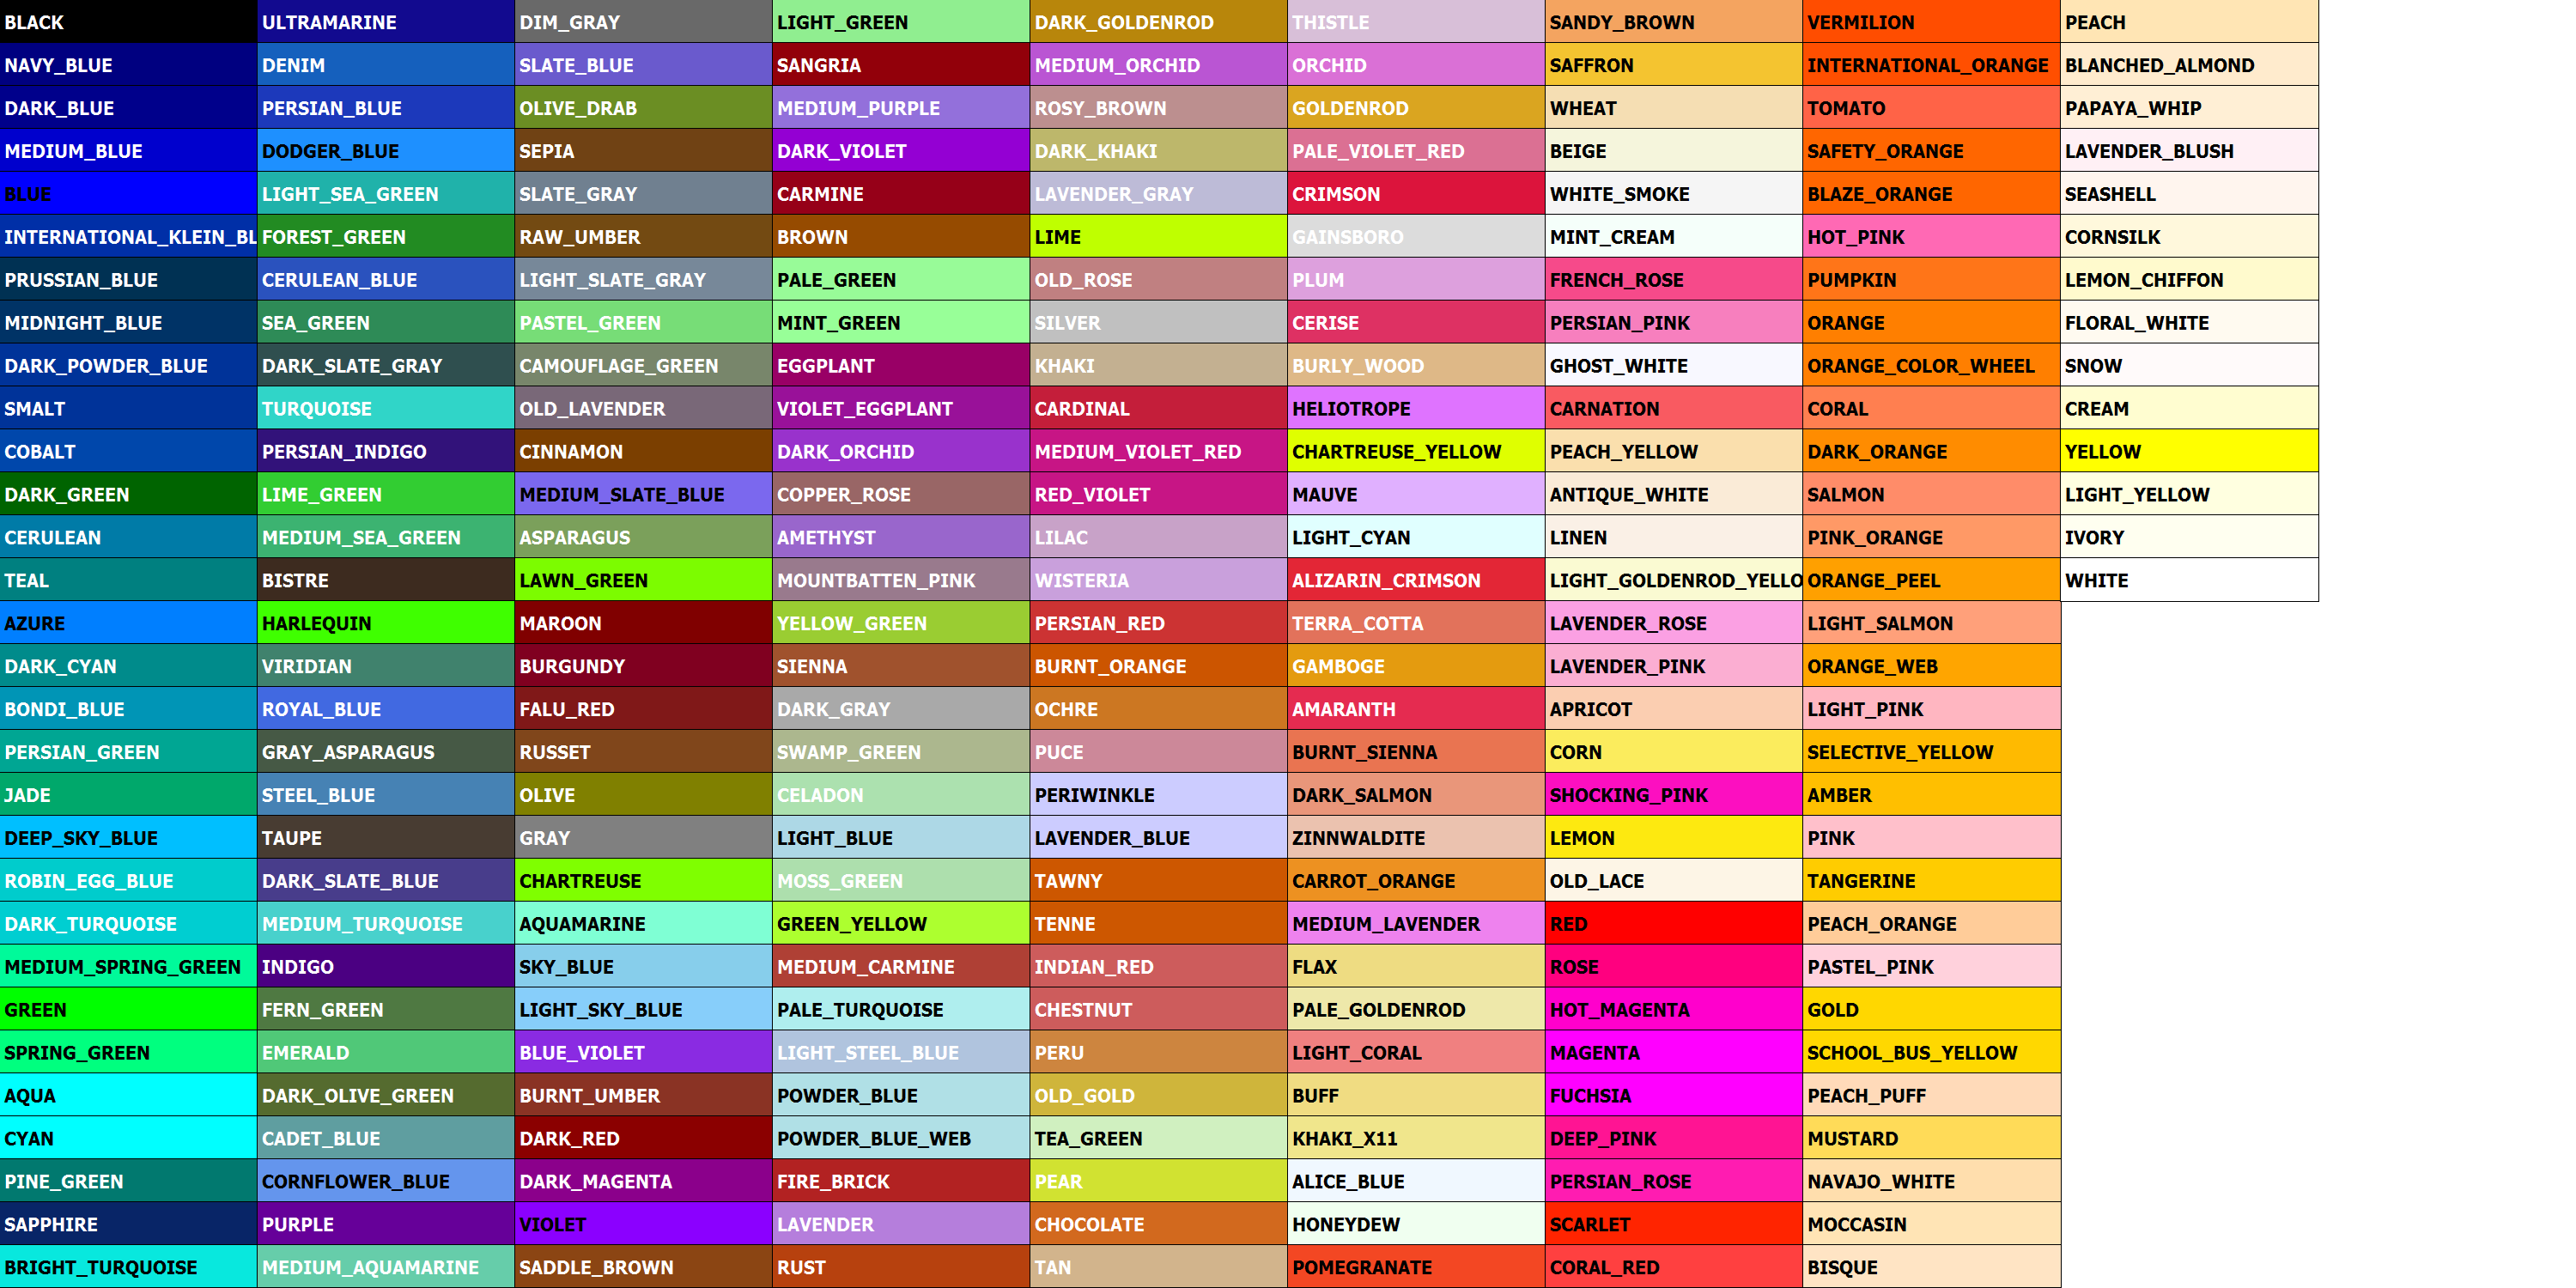 BLACK
NAVY_BLUE
DARK_BLUE
MEDIUM_BLUE
BLUE
INTERNATIONAL_KLEIN_BL
PRUSSIAN_BLUE
MIDNIGHT_BLUE
DARK_POWDER_BLUE
SMALT
COBALT
DARK_GREEN
CERULEAN
TEAL
AZURE
DARK_CYAN
BONDI_BLUE
PERSIAN_GREEN
JADE
DEEP_SKY_BLUE
ROBIN_EGG_BLUE
DARK_TURQUOISE
MEDIUM_SPRING_GREEN
GREEN
SPRING_GREEN
AQUA
CYAN
PINE_GREEN
SAPPHIRE
BRIGHT_TURQUOISE
ULTRAMARINE
DENIM
PERSIAN_BLUE
DODGER_BLUE
LIGHT_SEA_GREEN
FOREST_GREEN
CERULEAN_BLUE
SEA_GREEN
DARK_SLATE_GRAY
TURQUOISE
PERSIAN_INDIGO
LIME_GREEN
MEDIUM_SEA_GREEN
BISTRE
HARLEQUIN
VIRIDIAN
ROYAL_BLUE
GRAY_ASPARAGUS
STEEL_BLUE
TAUPE
DARK_SLATE_BLUE
MEDIUM_TURQUOISE
INDIGO
FERN_GREEN
EMERALD
DARK_OLIVE_GREEN
CADET_BLUE
CORNFLOWER_BLUE
PURPLE
MEDIUM_AQUAMARINE
DIM_GRAY
SLATE_BLUE
OLIVE_DRAB
SEPIA
SLATE_GRAY
RAW_UMBER
LIGHT_SLATE_GRAY
PASTEL_GREEN
CAMOUFLAGE_GREEN
OLD_LAVENDER
CINNAMON
MEDIUM_SLATE_BLUE
ASPARAGUS
LAWN_GREEN
MAROON
BURGUNDY
FALU_RED
RUSSET
OLIVE
GRAY
CHARTREUSE
AQUAMARINE
SKY_BLUE
LIGHT_SKY_BLUE
BLUE_VIOLET
BURNT_UMBER
DARK_RED
DARK_MAGENTA
VIOLET
SADDLE_BROWN
LIGHT_GREEN
SANGRIA
MEDIUM_PURPLE
DARK_VIOLET
CARMINE
BROWN
PALE_GREEN
MINT_GREEN
EGGPLANT
VIOLET_EGGPLANT
DARK_ORCHID
COPPER_ROSE
AMETHYST
MOUNTBATTEN_PINK
YELLOW_GREEN
SIENNA
DARK_GRAY
SWAMP_GREEN
CELADON
LIGHT_BLUE
MOSS_GREEN
GREEN_YELLOW
MEDIUM_CARMINE
PALE_TURQUOISE
LIGHT_STEEL_BLUE
POWDER_BLUE
POWDER_BLUE_WEB
FIRE_BRICK
LAVENDER
RUST
DARK_GOLDENROD
MEDIUM_ORCHID
ROSY_BROWN
DARK_KHAKI
LAVENDER_GRAY
LIME
OLD_ROSE
SILVER
KHAKI
CARDINAL
MEDIUM_VIOLET_RED
RED_VIOLET
LILAC
WISTERIA
PERSIAN_RED
BURNT_ORANGE
OCHRE
PUCE
PERIWINKLE
LAVENDER_BLUE
TAWNY
TENNE
INDIAN_RED
CHESTNUT
PERU
OLD_GOLD
TEA_GREEN
PEAR
CHOCOLATE
TAN
THISTLE
ORCHID
GOLDENROD
PALE_VIOLET_RED
CRIMSON
GAINSBORO
PLUM
CERISE
BURLY_WOOD
HELIOTROPE
CHARTREUSE_YELLOW
MAUVE
LIGHT_CYAN
ALIZARIN_CRIMSON
TERRA_COTTA
GAMBOGE
AMARANTH
BURNT_SIENNA
DARK_SALMON
ZINNWALDITE
CARROT_ORANGE
MEDIUM_LAVENDER
FLAX
PALE_GOLDENROD
LIGHT_CORAL
BUFF
KHAKI_X11
ALICE_BLUE
HONEYDEW
POMEGRANATE
SANDY_BROWN
SAFFRON
WHEAT
BEIGE
WHITE_SMOKE
MINT_CREAM
FRENCH_ROSE
PERSIAN_PINK
GHOST_WHITE
CARNATION
PEACH_YELLOW
ANTIQUE_WHITE
LINEN
LIGHT_GOLDENROD_YELLO
LAVENDER_ROSE
LAVENDER_PINK
APRICOT
CORN
SHOCKING_PINK
LEMON
OLD_LACE
RED
ROSE
HOT_MAGENTA
MAGENTA
FUCHSIA
DEEP_PINK
PERSIAN_ROSE
SCARLET
CORAL_RED
VERMILION
INTERNATIONAL_ORANGE
TOMATO
SAFETY_ORANGE
BLAZE_ORANGE
HOT_PINK
PUMPKIN
ORANGE
ORANGE_COLOR_WHEEL
CORAL
DARK_ORANGE
SALMON
PINK_ORANGE
ORANGE_PEEL
LIGHT_SALMON
ORANGE_WEB
LIGHT_PINK
SELECTIVE_YELLOW
AMBER
PINK
TANGERINE
PEACH_ORANGE
PASTEL_PINK
GOLD
SCHOOL_BUS_YELLOW
PEACH_PUFF
MUSTARD
NAVAJO_WHITE
MOCCASIN
BISQUE
PEACH
BLANCHED_ALMOND
PAPAYA_WHIP
LAVENDER_BLUSH
SEASHELL
CORNSILK
LEMON_CHIFFON
FLORAL_WHITE
SNOW
CREAM
YELLOW
LIGHT_YELLOW
IVORY
WHITE